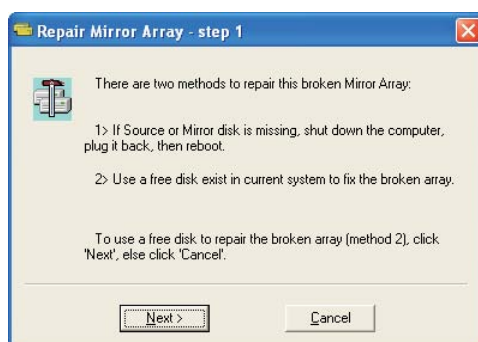 Repair Mirror Array - step 1
There are two methods to repair this broken Mirror Array:
1> If Source or Mirror disk is missing, shut down the computer,
plug it back, then reboot.
2> Use a free disk exist in current system to fix the broken array.
To use a free disk to repair the broken array (method 2), click
'Next', else click 'Cancel'.
Next > Cancel